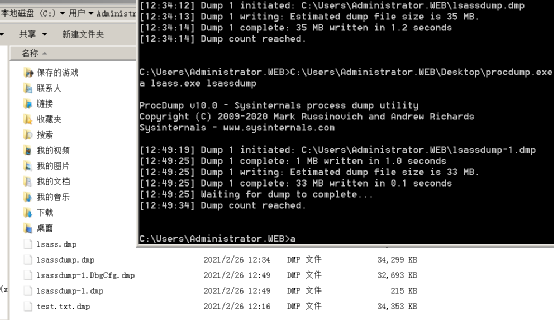 本地磁盘 (C:) ▸ 用户 ▸ Administr
共享 ▾ 新建文件夹
名称
保存的游戏
联系人
链接
收藏夹
搜索
我的视频
我的图片
我的文档
我的音乐
下载
桌面
lsass.dmp
lsassdump.dmp 2021/2/26 12:34 DMP 文件 34,299 KB
lsassdump-1.DbgCfg.dmp 2021/2/26 12:49 DMP 文件 32,693 KB
lsassdump-1.dmp 2021/2/26 12:49 DMP 文件 215 KB
test.txt.dmp 2021/2/26 12:16 DMP 文件 34,353 KB
[12:34:12] Dump 1 initiated: C:\Users\Administrator.WEB\lsassdump.dmp
[12:34:13] Dump 1 writing: Estimated dump file size is 35 MB.
[12:34:14] Dump 1 complete: 35 MB written in 1.2 seconds
[12:34:14] Dump count reached.
C:\Users\Administrator.WEB>C:\Users\Administrator.WEB\Desktop\procdump.exe
a lsass.exe lsassdump
ProcDump v10.0 - Sysinternals process dump utility
Copyright (C) 2009-2020 Mark Russinovich and Andrew Richards
Sysinternals - www.sysinternals.com
[12:49:19] Dump 1 initiated: C:\Users\Administrator.WEB\lsassdump-1.dmp
[12:49:25] Dump 1 complete: 1 MB written in 1.0 seconds
[12:49:25] Dump 1 writing: Estimated dump file size is 33 MB.
[12:49:25] Dump 1 complete: 33 MB written in 0.1 seconds
[12:49:25] Waiting for dump to complete...
[12:49:34] Dump count reached.
C:\Users\Administrator.WEB>a